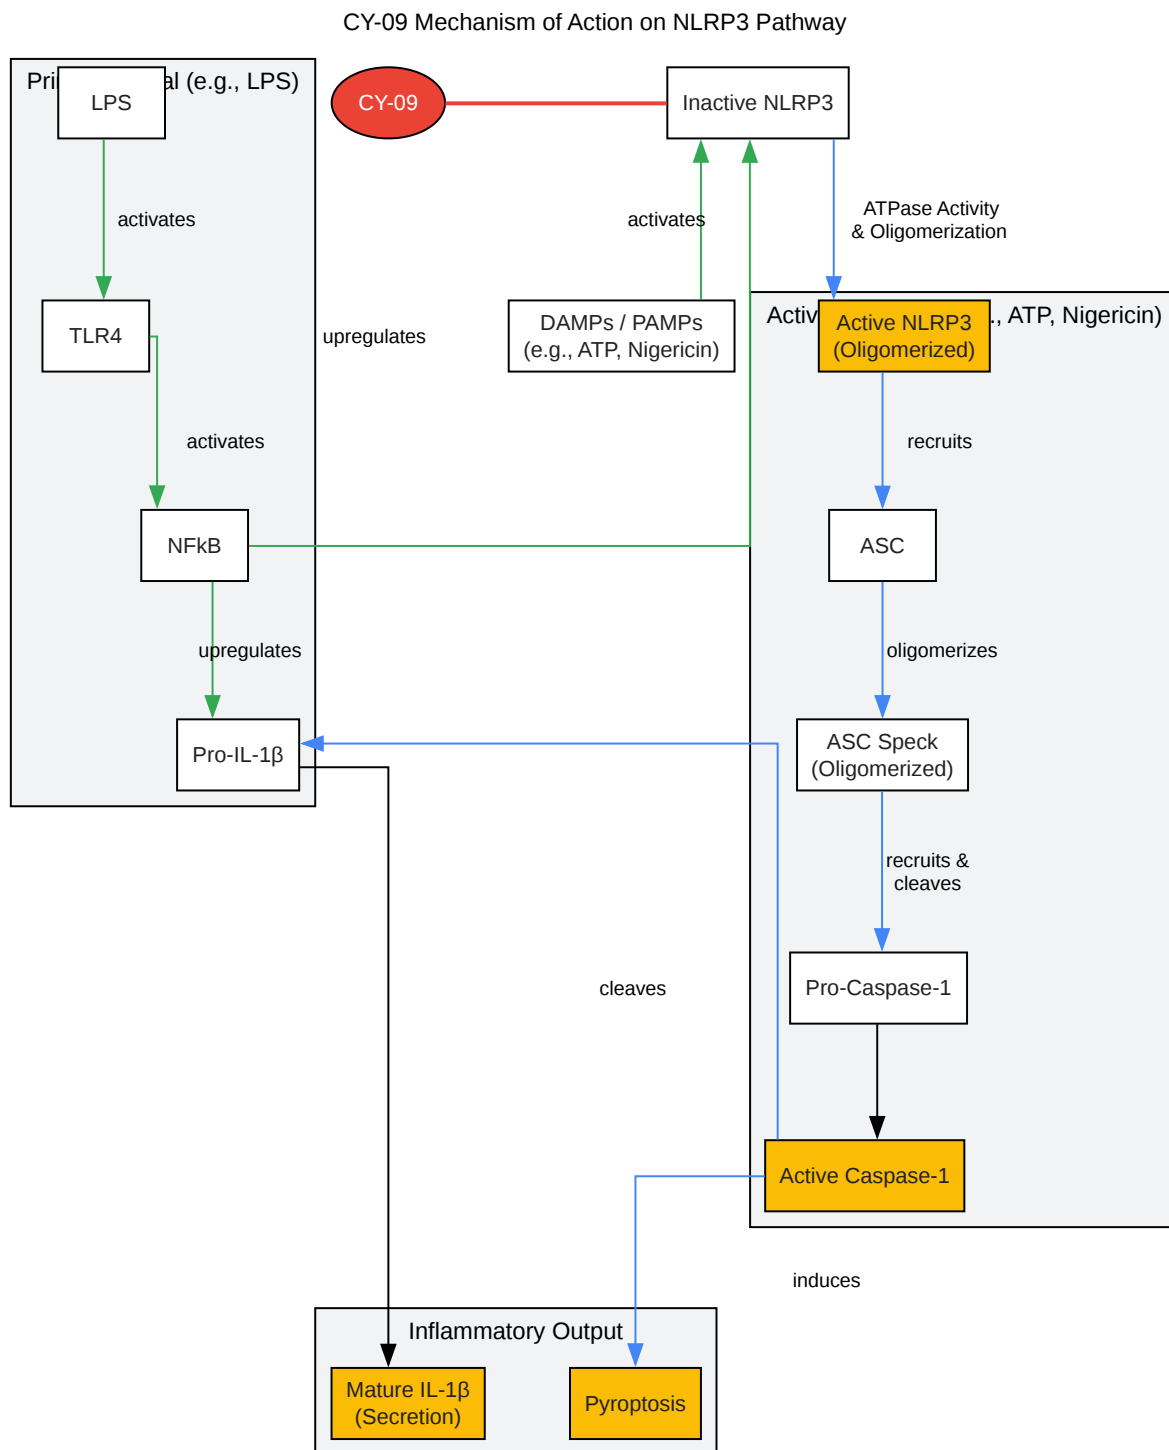 CY-09 Mechanism of Action on NLRP3 Pathway
al (e.g., LPS)
LPS
CY-09
Inactive NLRP3
activates
activates
ATPase Activity
& Oligomerization
TLR4
upregulates
DAMPs / PAMPs
(e.g., ATP, Nigericin)
, ATP, Nigericin)
Active NLRP3
(Oligomerized)
activates
recruits
NFkB
ASC
upregulates
oligomerizes
Pro-IL-1β
ASC Speck
(Oligomerized)
recruits &
cleaves
cleaves
Pro-Caspase-1
Active Caspase-1
induces
Inflammatory Output
Mature IL-1β
(Secretion)
Pyroptosis